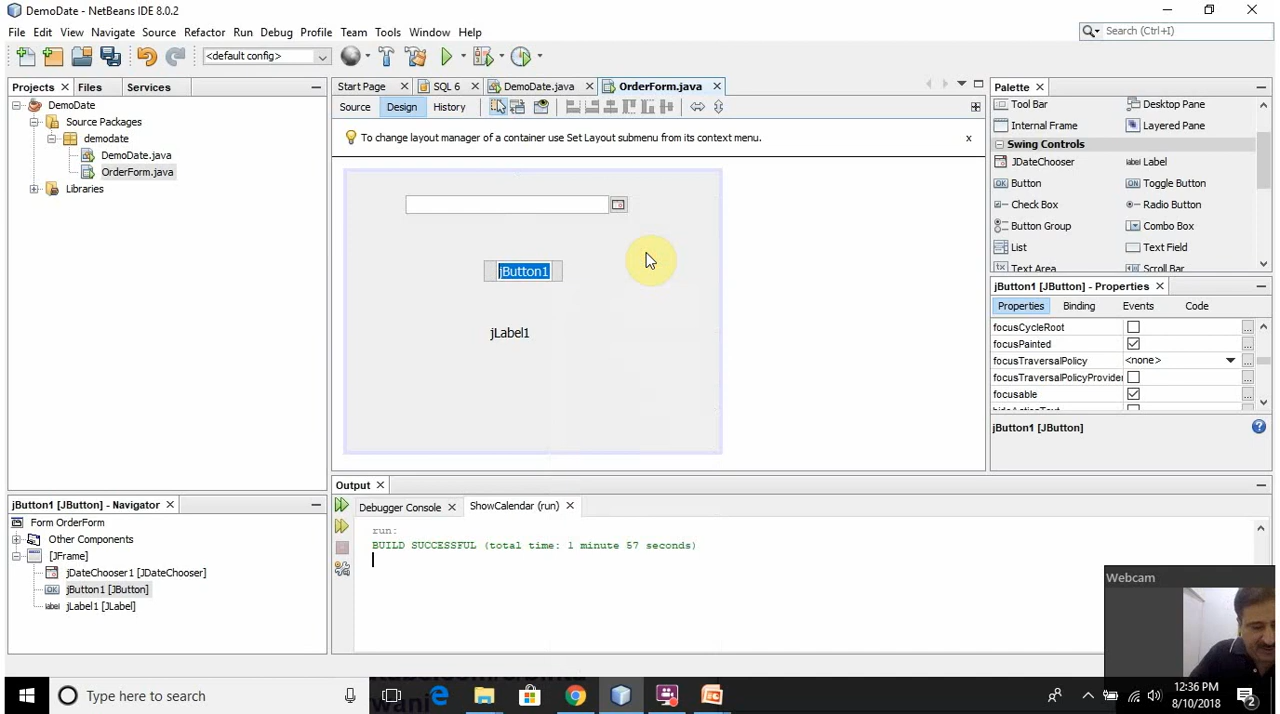 DemoDate - NetBeans IDE 8.0.2
File Edit View Navigate Source Refactor Run Debug Profile Team Tools Window Help
Search (Ctrl+I)
<default config>
Projects Files Services
Start Page SQL 6 DemoDate.java OrderForm.java
Palette
DemoDate
Source Packages
demodate
DemoDate.java
OrderForm.java
Libraries
Source Design History
To change layout manager of a container use Set Layout submenu from its context menu.
x
jButton1
jLabel1
Tool Bar Desktop Pane
Internal Frame Layered Pane
Swing Controls
JDateChooser Label
Button Toggle Button
Check Box Radio Button
Button Group Combo Box
List Text Field
Text Area Scroll Bar
jButton1 [JButton] - Properties
Properties Binding Events Code
focusCycleRoot
focusPainted
focusTraversalPolicy <none>
focusTraversalPolicyProvider
focusable
hideActionText
jButton1 [JButton]
jButton1 [JButton] - Navigator
Form OrderForm
Other Components
[JFrame]
jDateChooser1 [JDateChooser]
jButton1 [JButton]
jLabel1 [JLabel]
Output
Debugger Console ShowCalendar (run)
run:
BUILD SUCCESSFUL (total time: 1 minute 57 seconds)
Webcam
Type here to search
wani
12:36 PM
8/10/2018
2